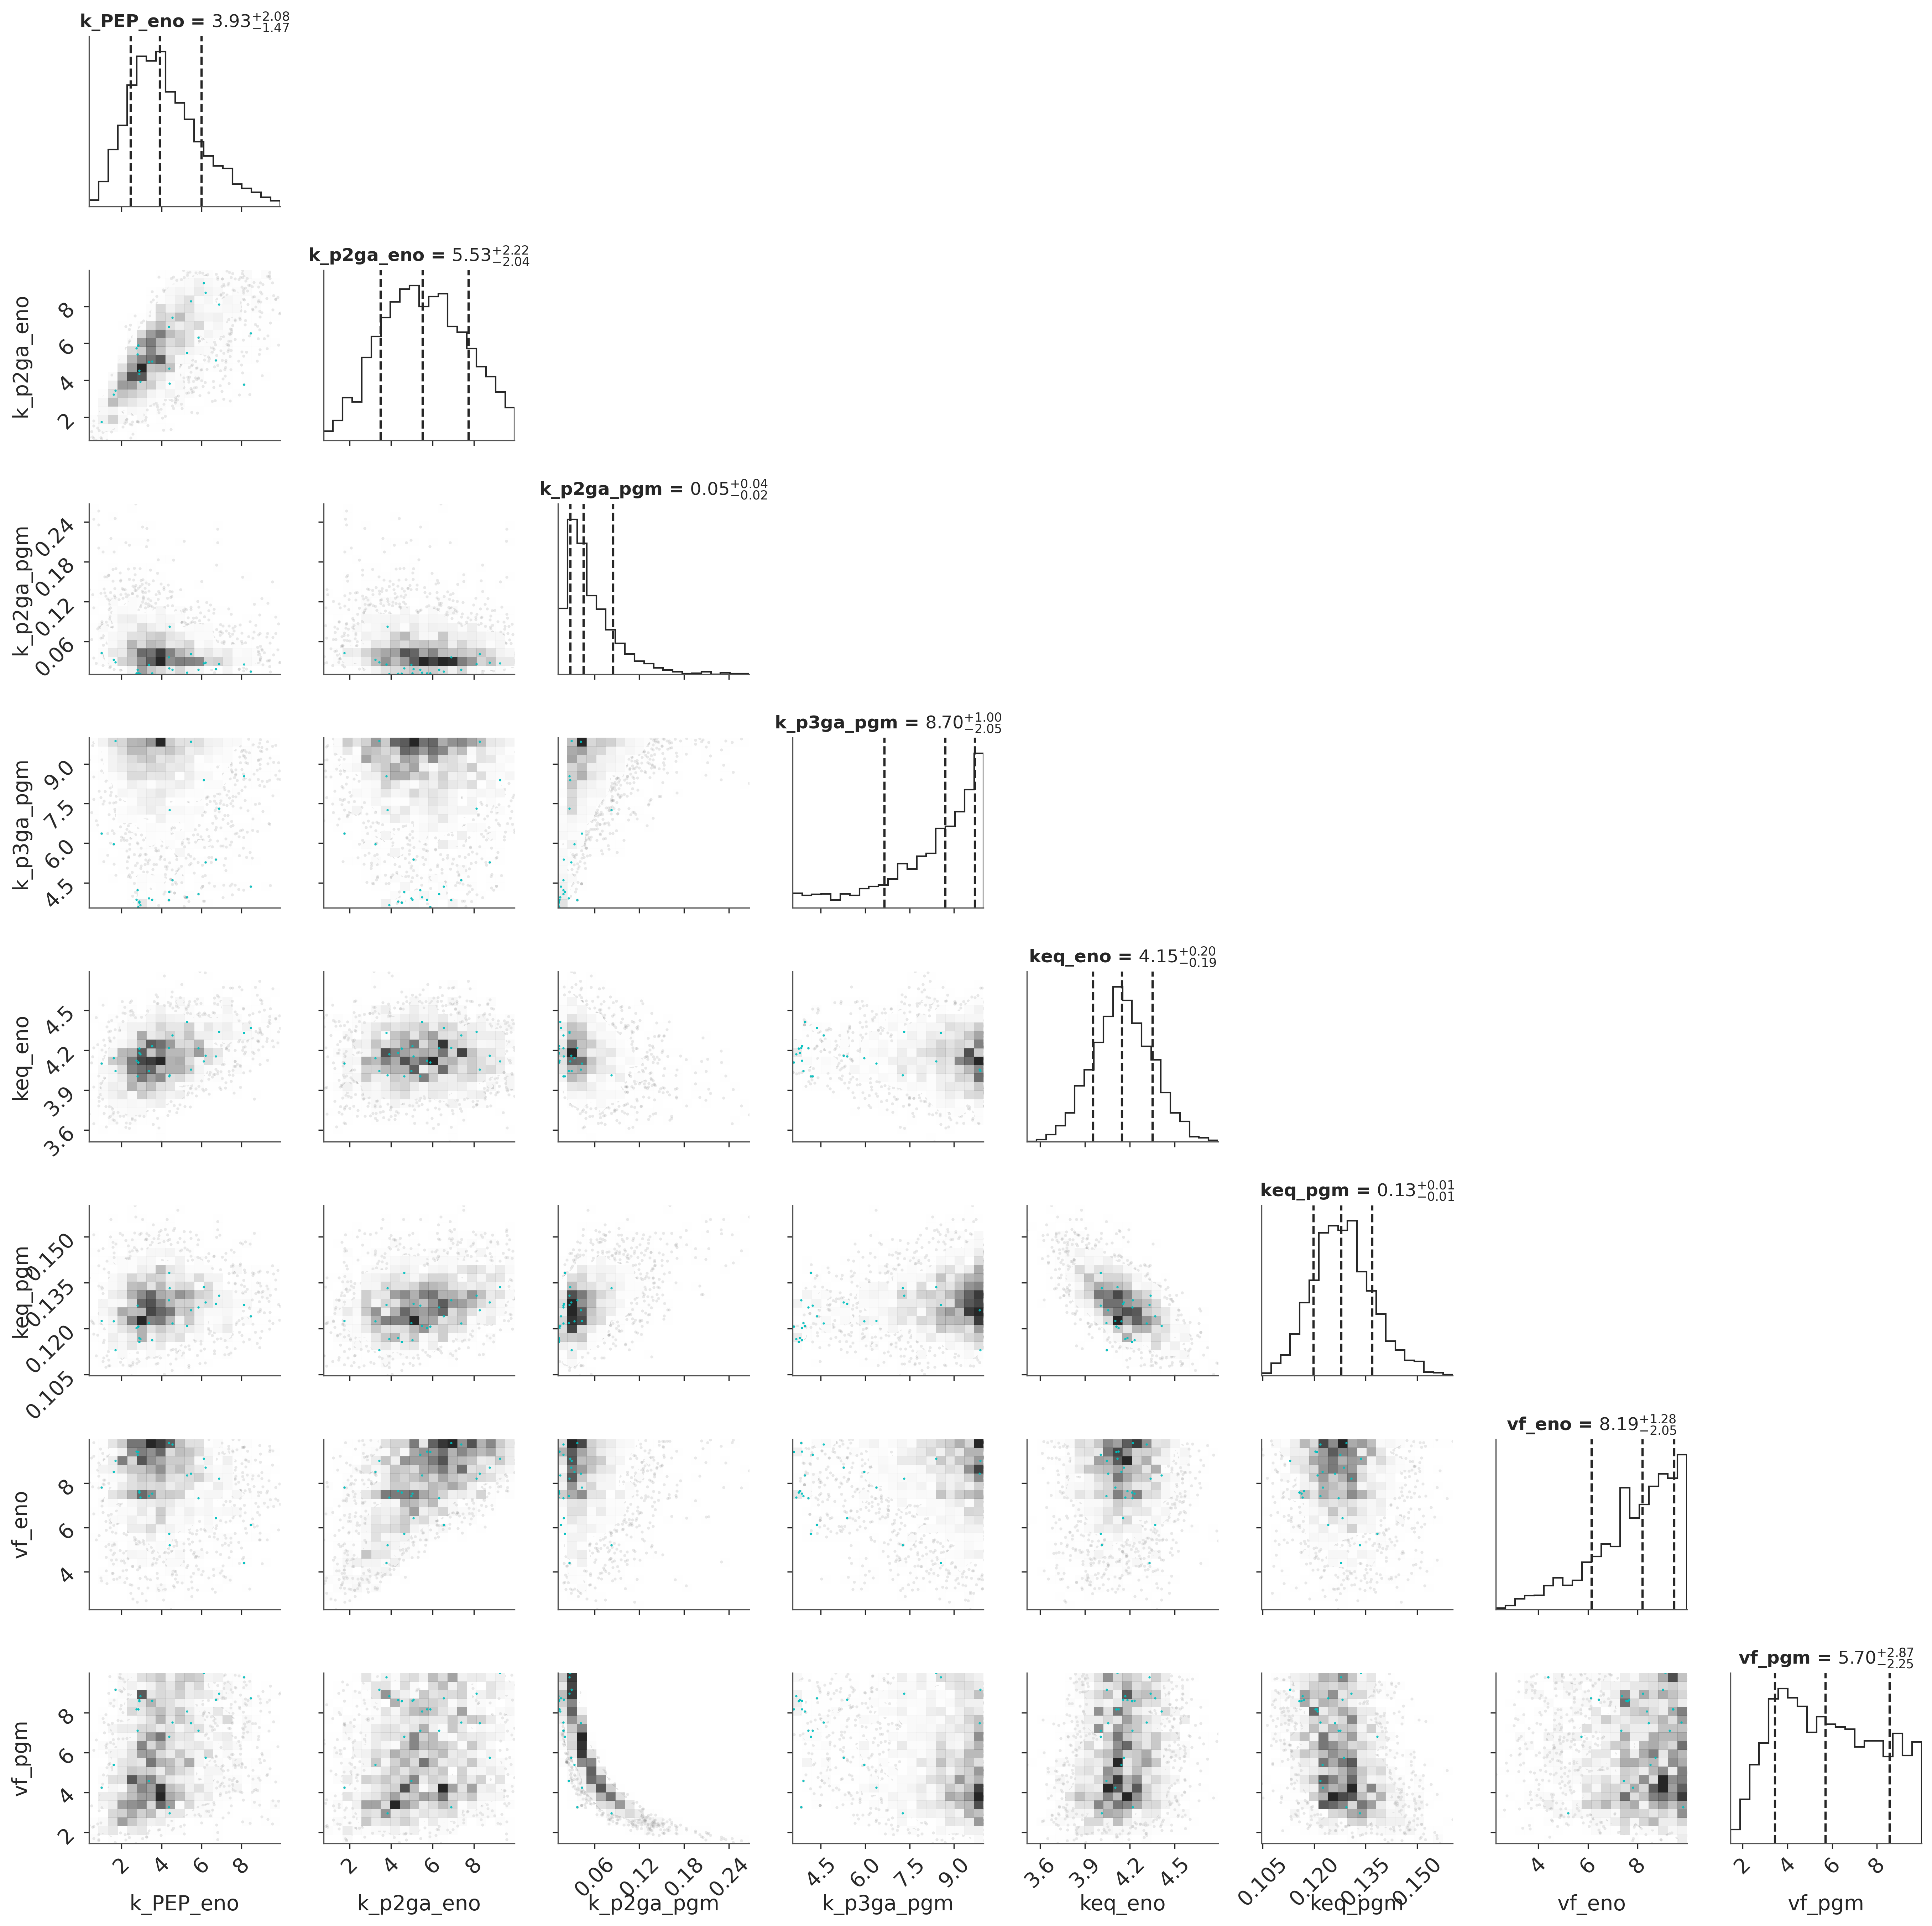 k_PEP_eno = 3.93+2.08−1.47
k_p2ga_eno = 5.53+2.22−2.04
k_p2ga_eno
8
6
4
2
k_p2ga_pgm = 0.05+0.04−0.02
k_p2ga_pgm
0.24
0.18
0.12
0.06
k_p3ga_pgm = 8.70+1.00−2.05
k_p3ga_pgm
9.0
7.5
6.0
4.5
keq_eno = 4.15+0.20−0.19
keq_eno
4.5
4.2
3.9
3.6
keq_pgm = 0.13+0.01−0.01
keq_pgm
0.150
0.135
0.120
0.105
vf_eno = 8.19+1.28−2.05
vf_eno
8
6
4
vf_pgm = 5.70+2.87−2.25
vf_pgm
8
6
4
2
2 4 6 8
2 4 6 8
0.06 0.12 0.18 0.24
4.5 6.0 7.5 9.0
3.6 3.9 4.2 4.5
0.105 0.120 0.135 0.150
4 6 8
2 4 6 8
k_PEP_eno
k_p2ga_eno
k_p2ga_pgm
k_p3ga_pgm
keq_eno
keq_pgm
vf_eno
vf_pgm